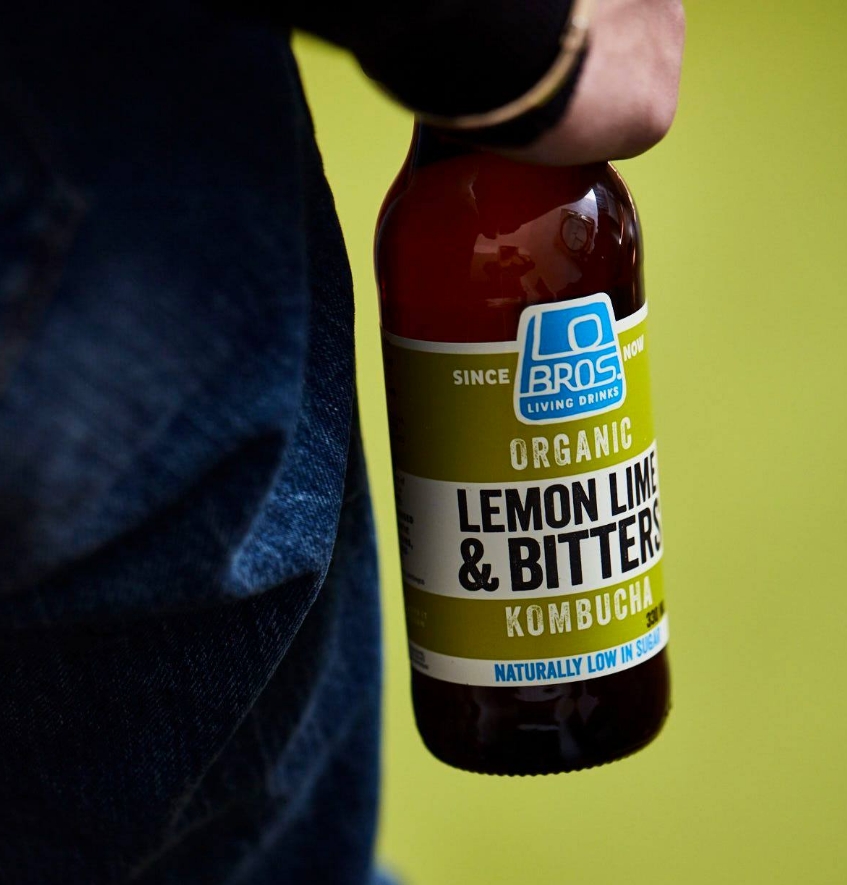 LO
BROS.
LIVING DRINKS
SINCE NOW
ORGANIC
LEMON LIME
& BITTERS
KOMBUCHA
NATURALLY LOW IN SUGAR